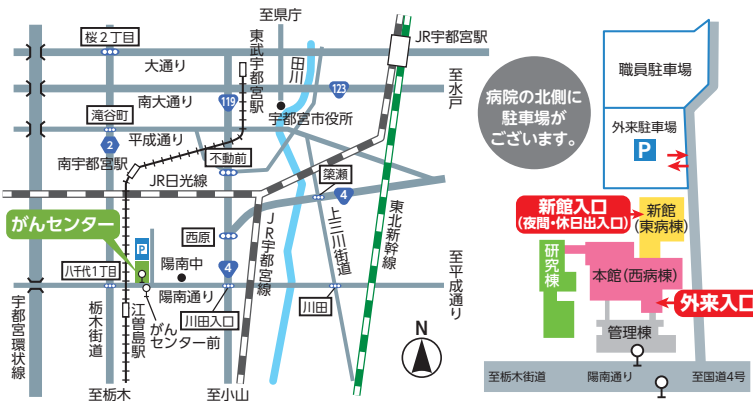 至県庁
桜2丁目
大通り
東武宇都宮駅
田川
JR宇都宮駅
至水戸
南大通り
119
123
宇都宮市役所
滝谷町
平成通り
2
南宇都宮駅
不動前
JR日光線
簗瀬
4
がんセンター
P
西原
JR宇都宮線
上三川街道
東北新幹線
八千代1丁目
陽南中
4
陽南通り
至平成通り
宇都宮環状線
栃木街道
江曽島駅
がん
センター前
川田入口
川田
N
至栃木
至小山
病院の北側に
駐車場が
ございます。
職員駐車場
外来駐車場
P
新館入口
(夜間・休日出入口)
新館
(東病棟)
研究棟
本館(西病棟)
外来入口
管理棟
至栃木街道
陽南通り
至国道4号